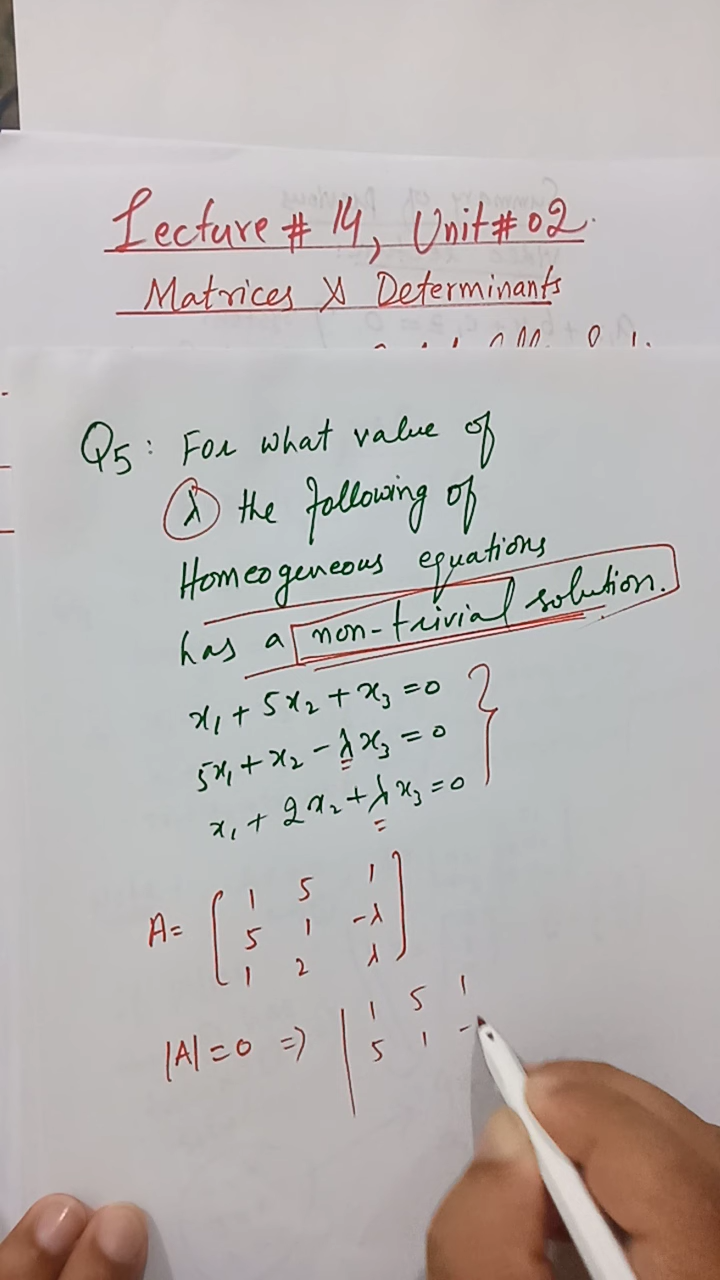 Lecture # 14, Unit # 02.
Matrices & Determinants
Q5: For what value of
λ the following of
Homeogeneous equations
has a non-trivial solution.
x₁ + 5x₂ + x₃ = 0
5x₁ + x₂ - λx₃ = 0
x₁ + 2x₂ + λx₃ = 0
A = [ 1 5 1
5 1 -λ
1 2 λ ]
|A| = 0 ⇒ | 1 5 1
5 1 -